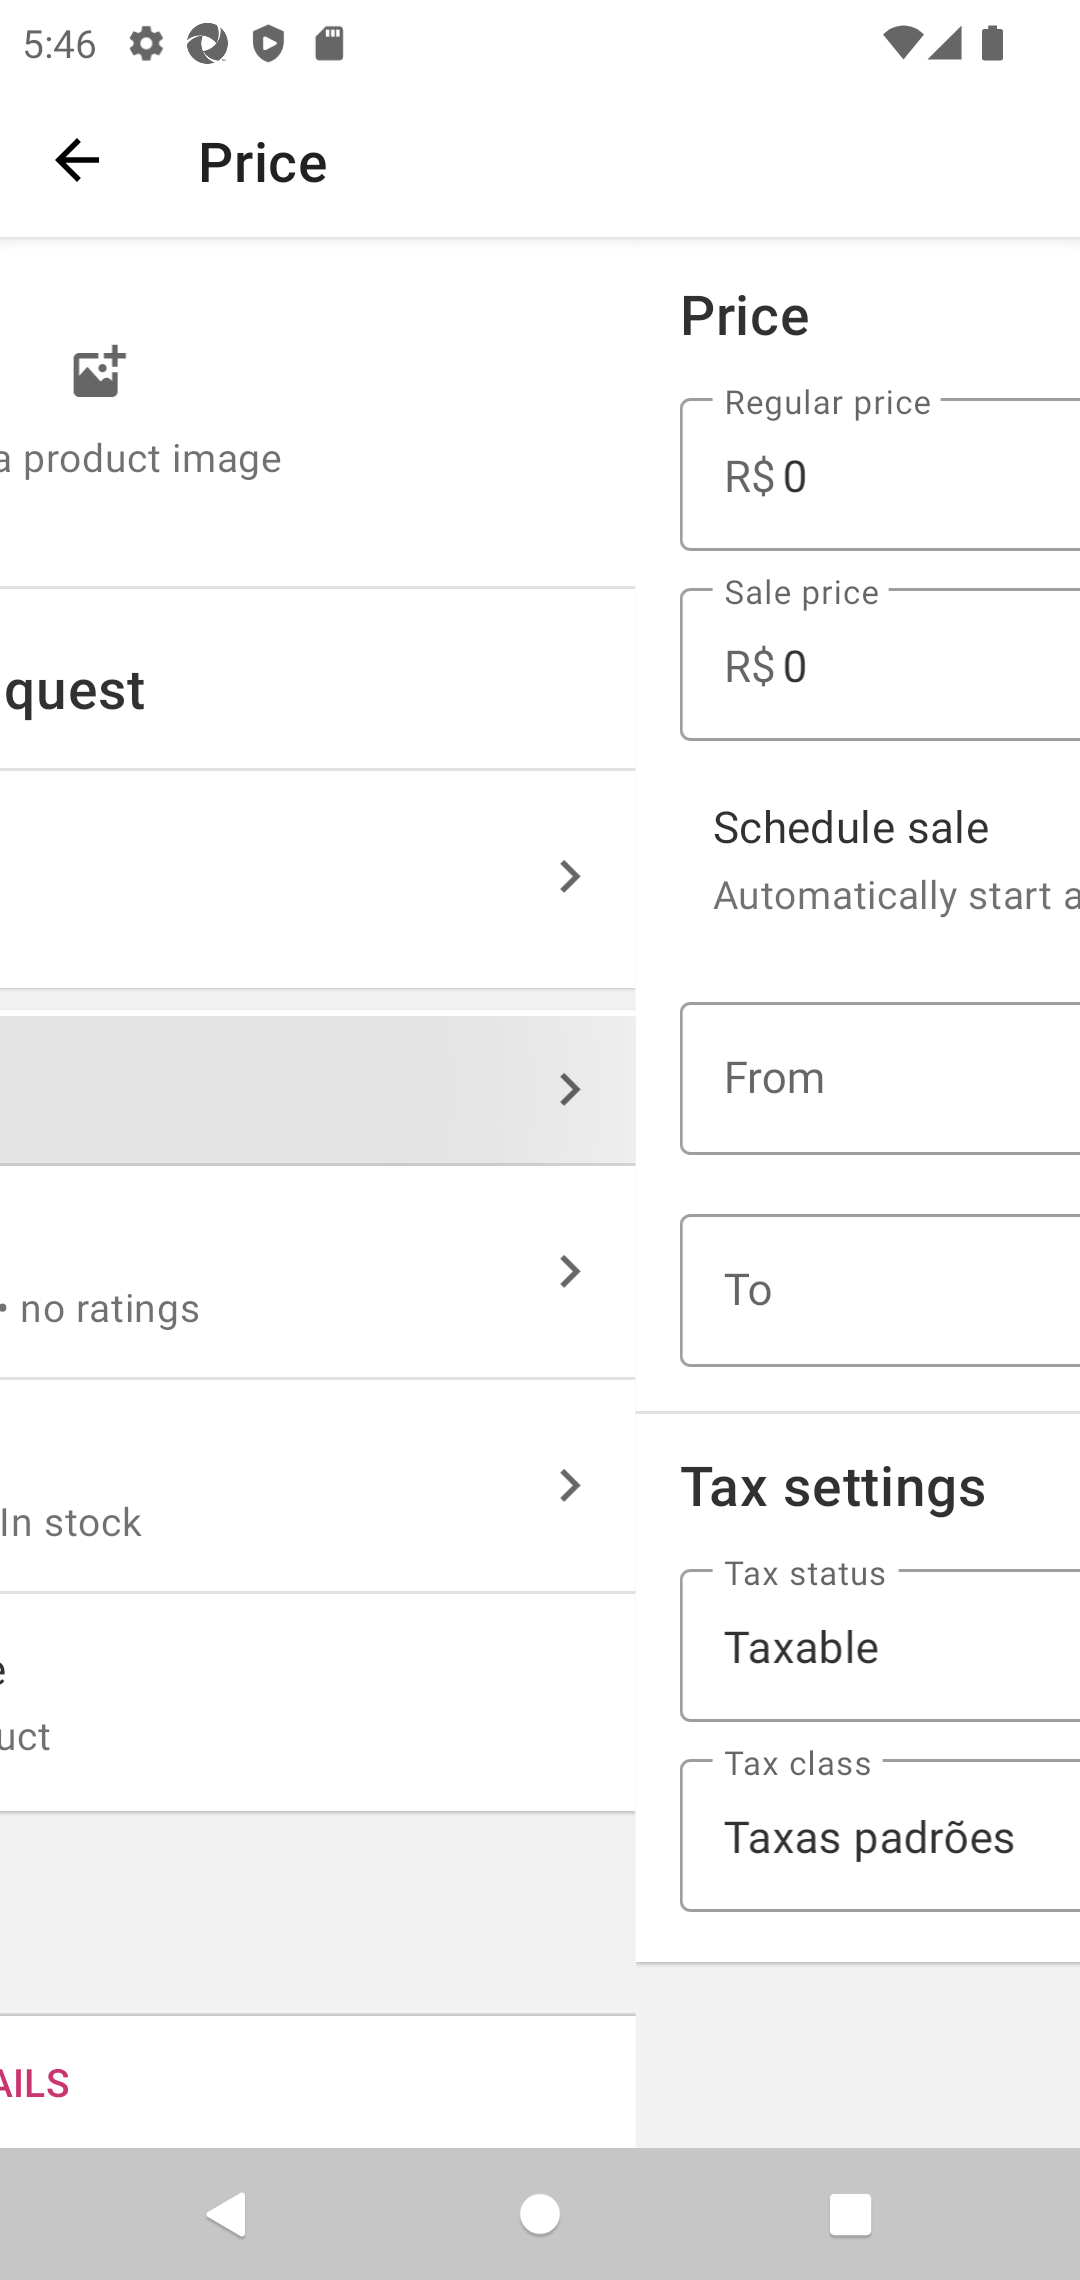 5:46
Price
a product image
quest
• no ratings
In stock
e
uct
AILS
Price
Regular price
R$ 0
Sale price
R$ 0
Schedule sale
Automatically start a
From
To
Tax settings
Tax status
Taxable
Tax class
Taxas padrões